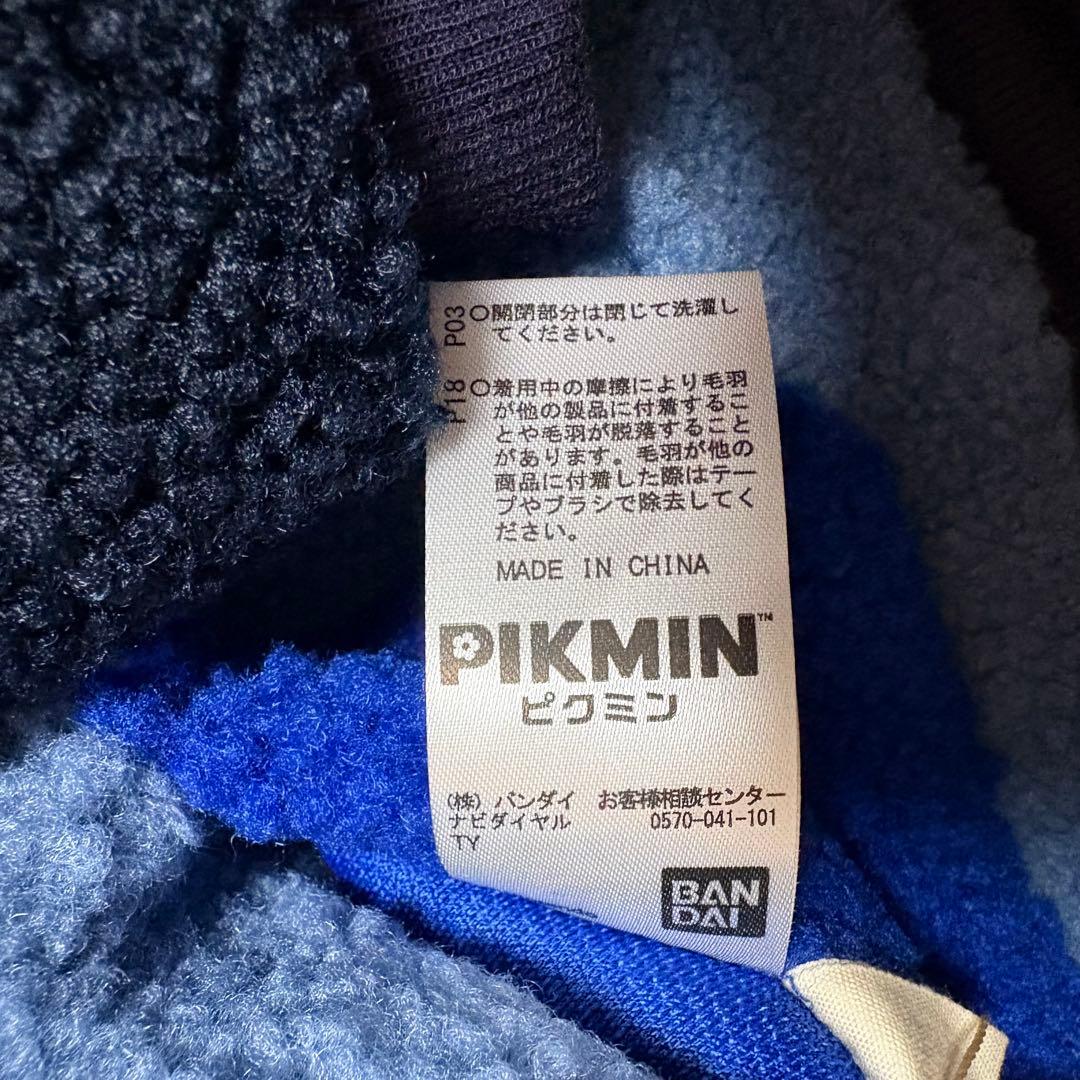 P03 ○開閉部分は閉じて洗濯し
てください。
P18 ○着用中の摩擦により毛羽
が他の製品に付着するこ
とや毛羽が脱落すること
があります。毛羽が他の
商品に付着した際はテー
プやブラシで除去してく
ださい。
MADE IN CHINA
PIKMIN™
ピクミン
(株) バンダイ お客様相談センター
ナビダイヤル 0570-041-101
TY
BAN
DAI